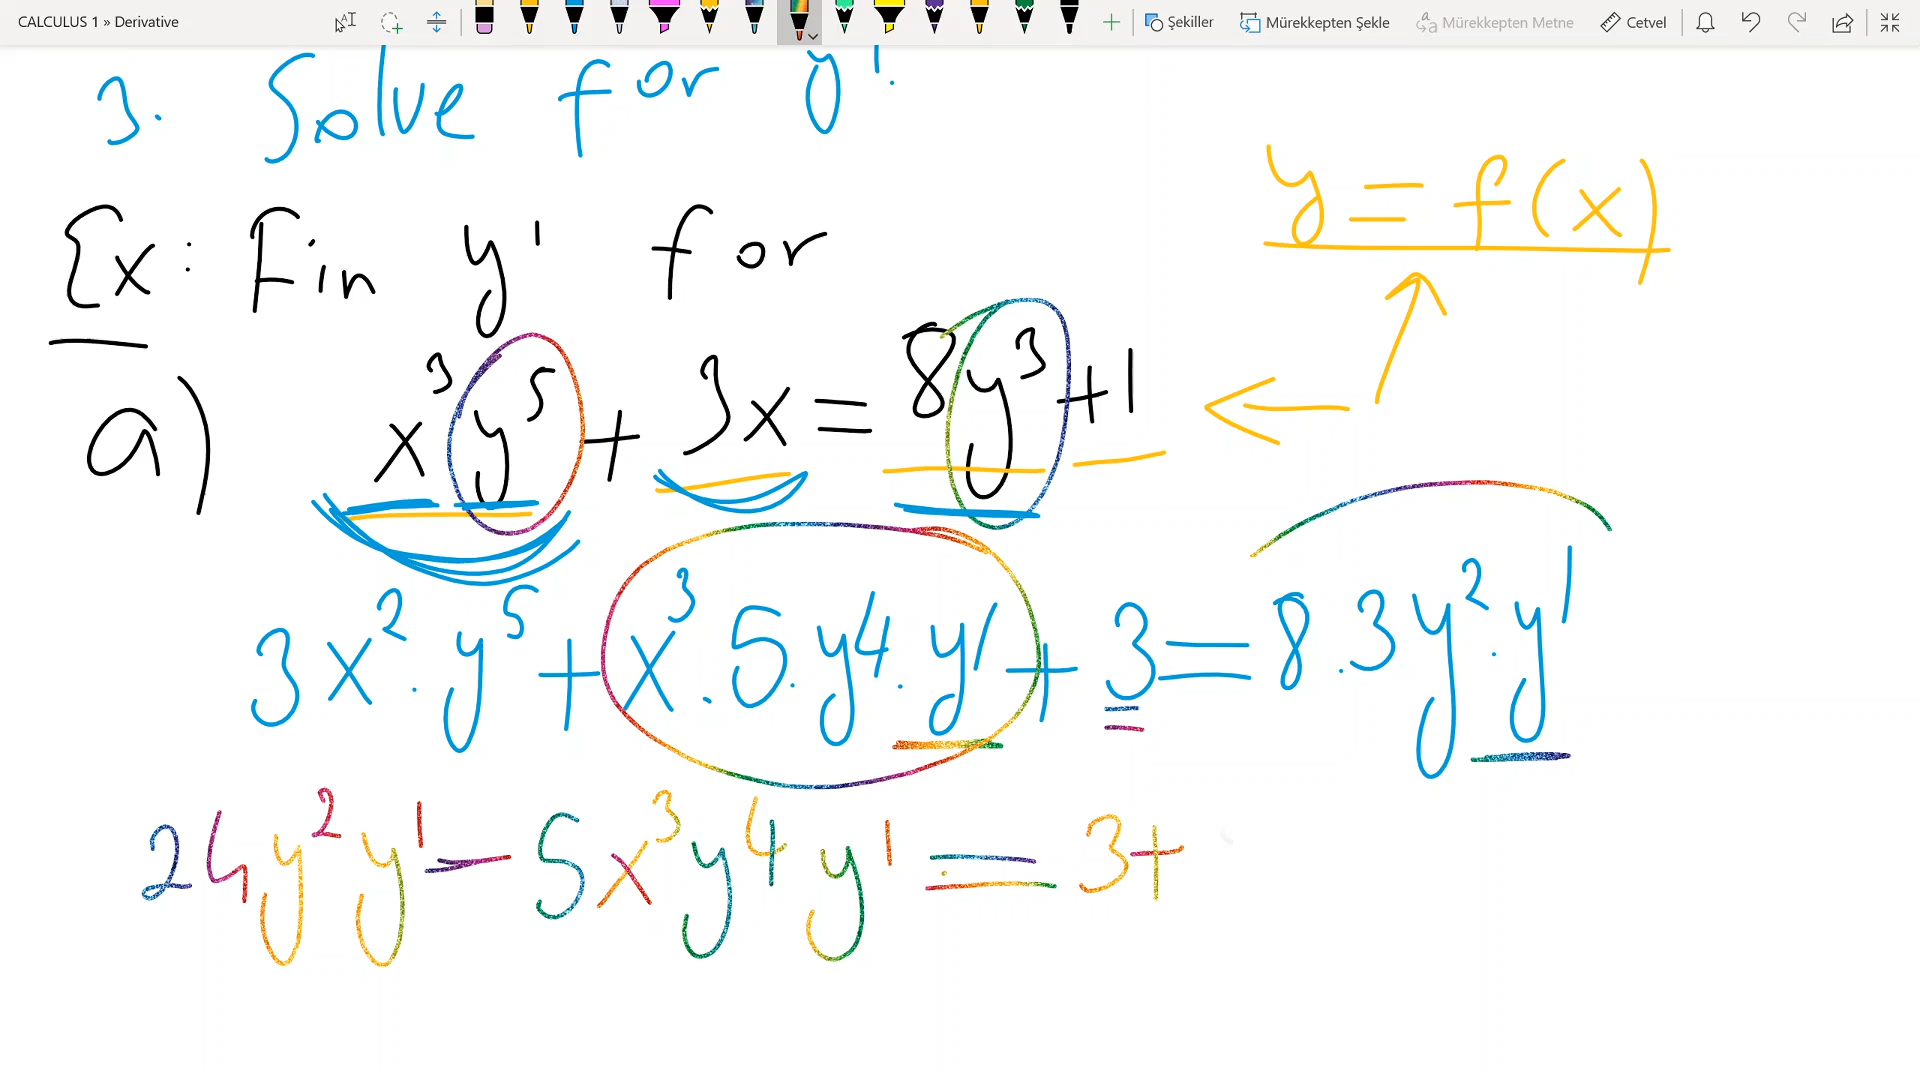 CALCULUS 1 » Derivative
Şekiller
Mürekkepten Şekle
Mürekkepten Metne
Cetvel
3. Solve for y'.
y = f(x)
Ex: Fin y' for
a) x³y⁵ + 3x = 8y³ + 1
3x² . y⁵ + x³ . 5 . y4 . y' + 3 = 8 . 3y² . y'
24y²y' − 5x³y⁴y' = 3 +